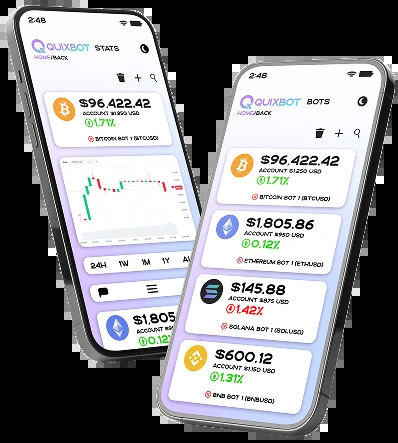 2:48
QUIXBOT STATS
HOME/BACK
$96,422.42
ACCOUNT $1250 USD
1.71%
BITCOIN BOT 1 (BTCUSD)
24H 1W 1M 1Y AL
$1,805
ACCOUNT $95
0.12%
2:48
QUIXBOT BOTS
HOME/BACK
$96,422.42
ACCOUNT $1250 USD
1.71%
BITCOIN BOT 1 (BTCUSD)
$1,805.86
ACCOUNT $950 USD
0.12%
ETHEREUM BOT 1 (ETHUSD)
$145.88
ACCOUNT $875 USD
1.42%
SOLANA BOT 1 (SOLUSD)
$600.12
ACCOUNT $1,150 USD
1.31%
BNB BOT 1 (BNBUSD)